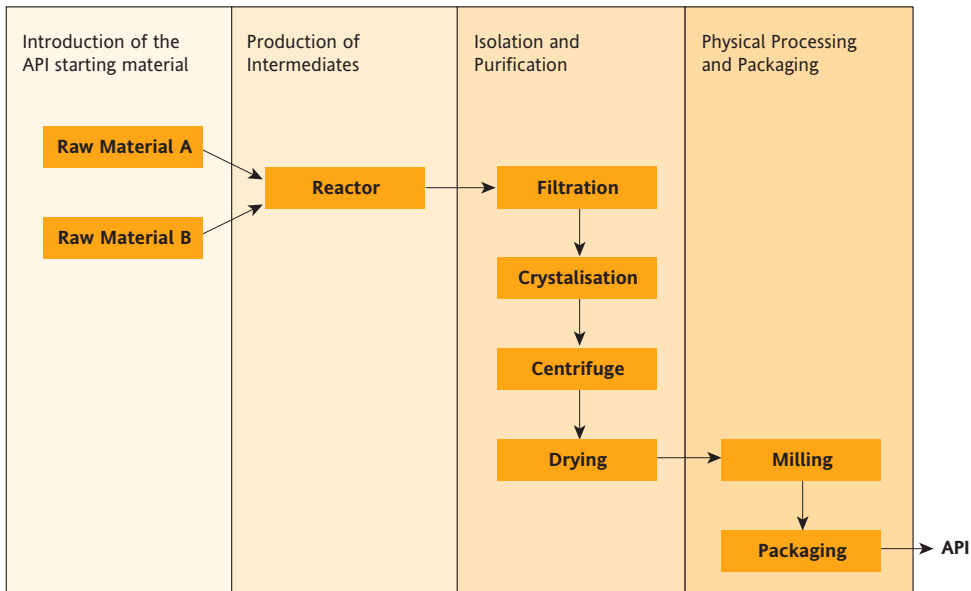 Introduction of the
API starting material
Production of
Intermediates
Isolation and
Purification
Physical Processing
and Packaging
Raw Material A
Raw Material B
Reactor
Filtration
Crystalisation
Centrifuge
Drying
Milling
Packaging
API